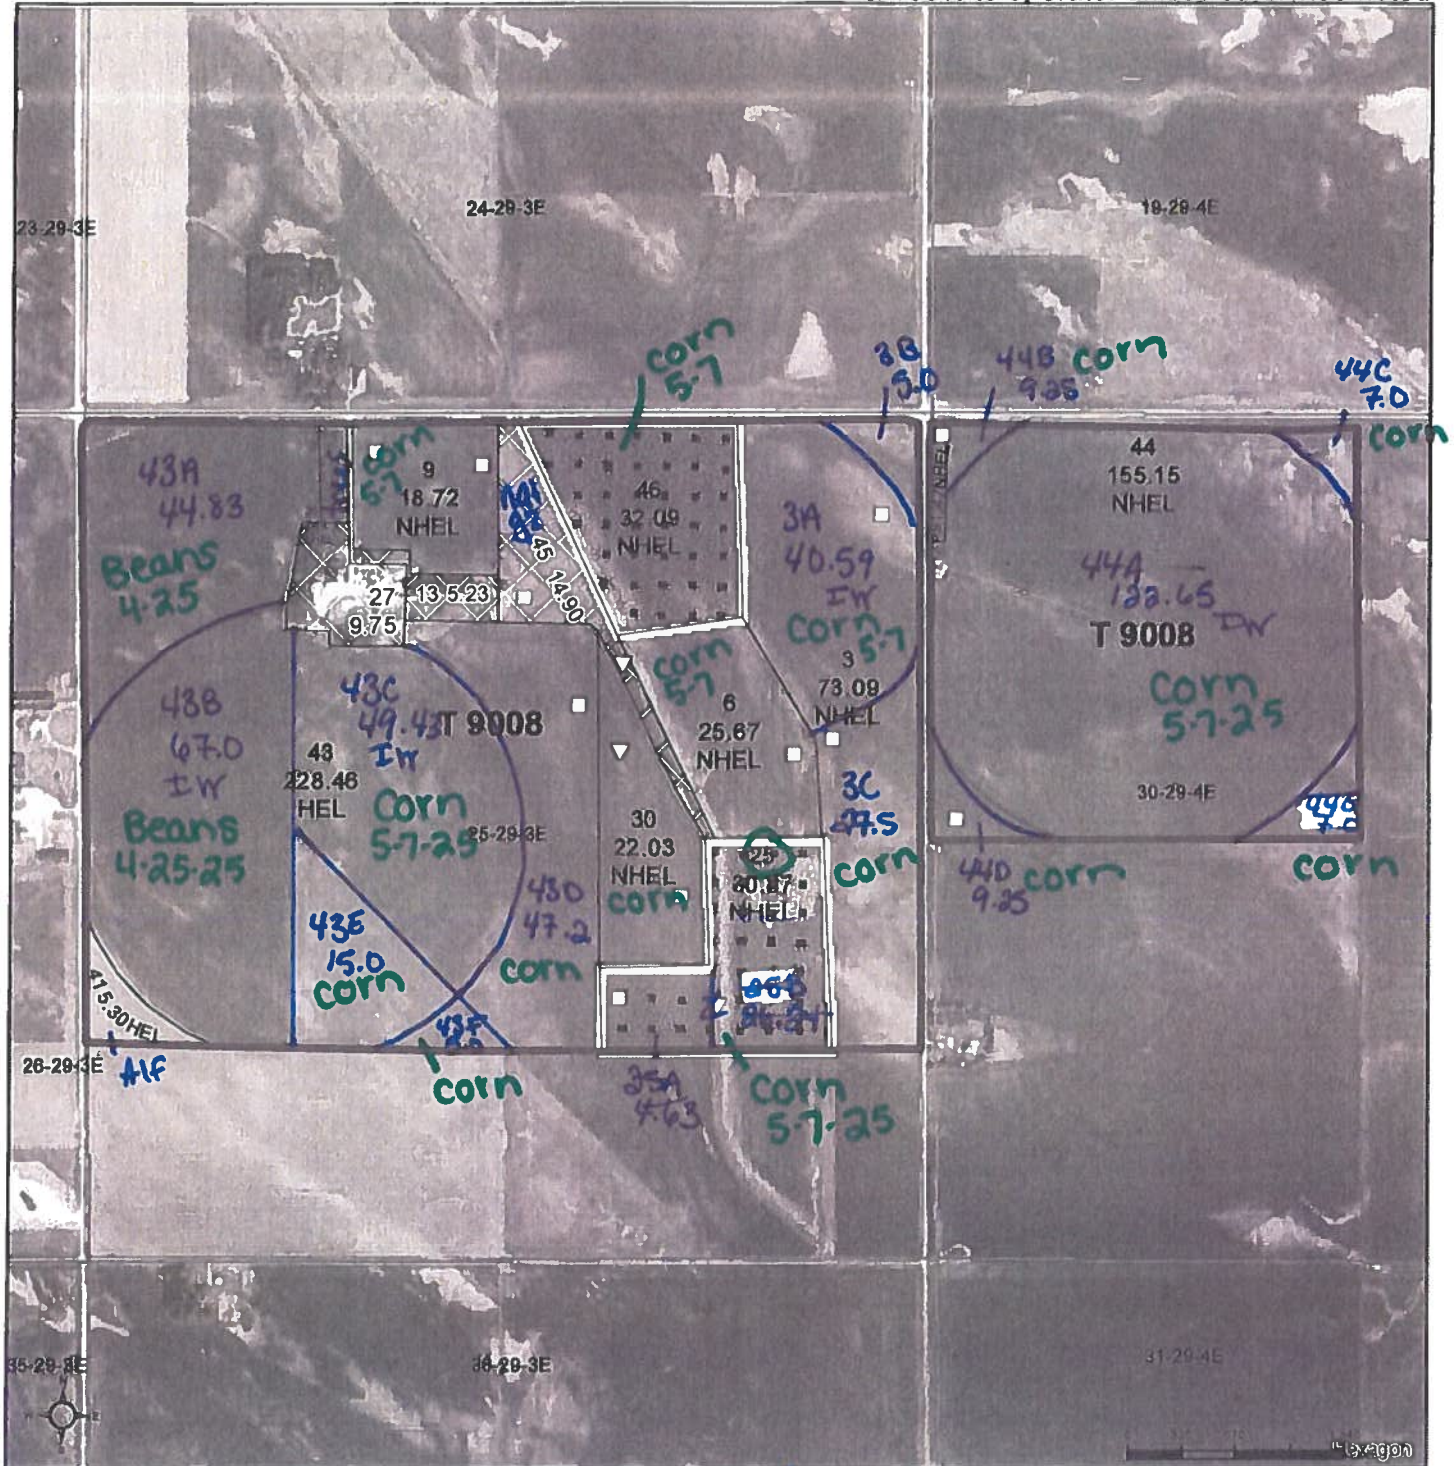 24-29-3E
19-29-4E
23-29-3E
corn
5-7
3B
5.0
44B corn
9.25
44C
7.0
corn
43A
44.83
Beans
4-25
corn
5-7
9
18.72
NHEL
46
32.09
NHEL
3A
40.59
IW
corn
5-7
3
73.09
NHEL
NHEL
44
155.15
NHEL
44A
122.65
IW
T 9008
Corn
5-7-25
30-29-4E
27
9.75
13 5.23
45 14.90
corn
5-7
6
25.67
NHEL
43B
67.0
IW
Beans
4-25-25
43C
49.43
IW
T 9008
43
228.46
HEL
Corn
5-7-25
25-29-3E
30
22.03
NHEL
corn
3C
27.5
corn
25
NHEL
44D corn
9.25
corn
43D
47.2
corn
43E
15.0
corn
43F
415.30 HEL
26-29-3E
Alf
corn
25A
4.63
Corn
5-7-25
35-29-3E
36-29-3E
31-29-4E